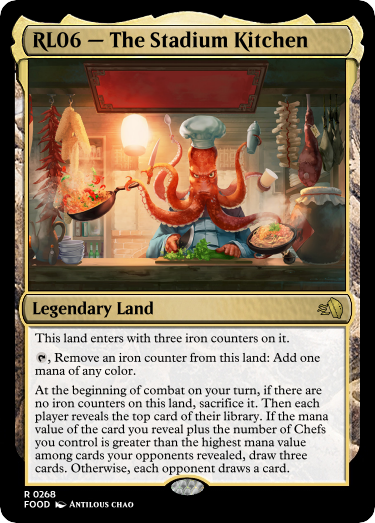 RL06 — The Stadium Kitchen
Legendary Land
This land enters with three iron counters on it.
, Remove an iron counter from this land: Add one
mana of any color.
At the beginning of combat on your turn, if there are
no iron counters on this land, sacrifice it. Then each
player reveals the top card of their library. If the mana
value of the card you reveal plus the number of Chefs
you control is greater than the highest mana value
among cards your opponents revealed, draw three
cards. Otherwise, each opponent draws a card.
R 0268
FOOD Antilous chao